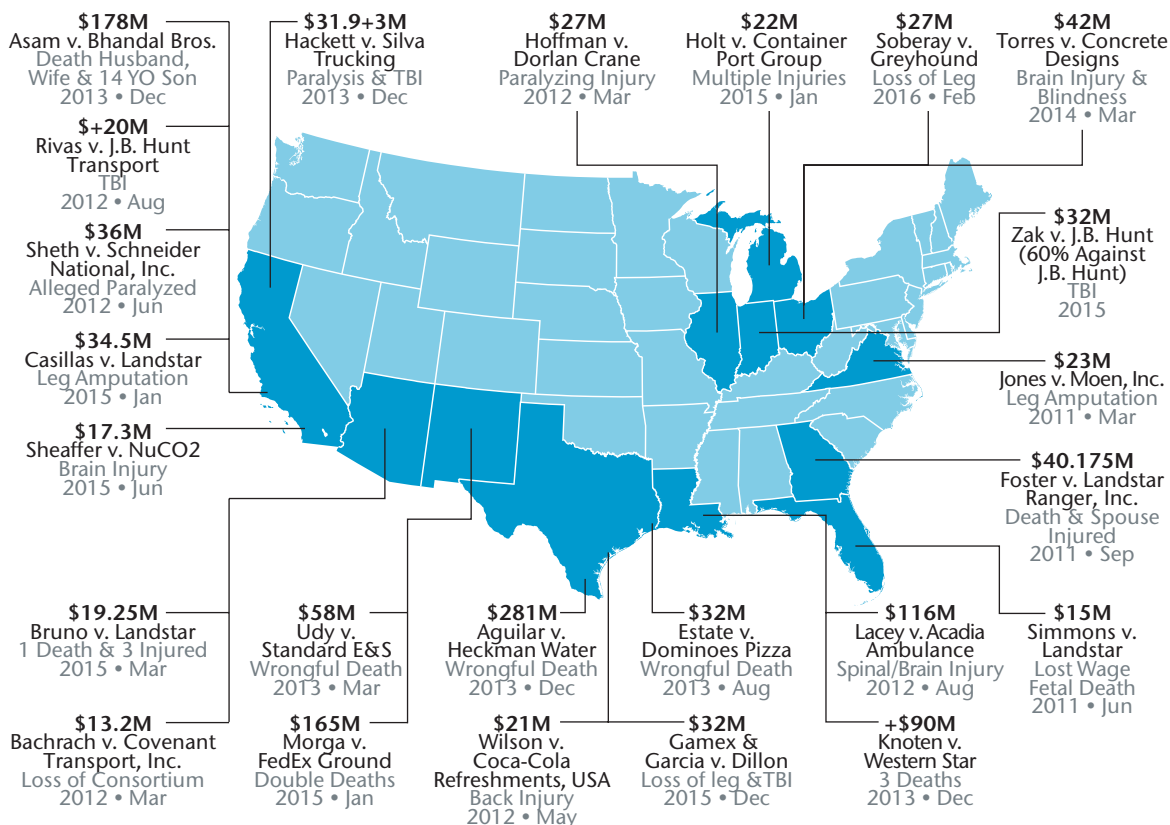 $178M
Asam v. Bhandal Bros.
Death Husband,
Wife & 14 YO Son
2013 • Dec
$+20M
Rivas v. J.B. Hunt
Transport
TBI
2012 • Aug
$36M
Sheth v. Schneider
National, Inc.
Alleged Paralyzed
2012 • Jun
$34.5M
Casillas v. Landstar
Leg Amputation
2015 • Jan
$17.3M
Sheaffer v. NuCO2
Brain Injury
2015 • Jun
$31.9+3M
Hackett v. Silva
Trucking
Paralysis & TBI
2013 • Dec
$27M
Hoffman v.
Dorlan Crane
Paralyzing Injury
2012 • Mar
$22M
Holt v. Container
Port Group
Multiple Injuries
2015 • Jan
$27M
Soberay v.
Greyhound
Loss of Leg
2016 • Feb
$42M
Torres v. Concrete
Designs
Brain Injury &
Blindness
2014 • Mar
$32M
Zak v. J.B. Hunt
(60% Against
J.B. Hunt)
TBI
2015
$23M
Jones v. Moen, Inc.
Leg Amputation
2011 • Mar
$40.175M
Foster v. Landstar
Ranger, Inc.
Death & Spouse
Injured
2011 • Sep
$19.25M
Bruno v. Landstar
1 Death & 3 Injured
2015 • Mar
$58M
Udy v.
Standard E&S
Wrongful Death
2013 • Mar
$281M
Aguilar v.
Heckman Water
Wrongful Death
2013 • Dec
$32M
Estate v.
Dominoes Pizza
Wrongful Death
2013 • Aug
$116M
Lacey v. Acadia
Ambulance
Spinal/Brain Injury
2012 • Aug
$15M
Simmons v.
Landstar
Lost Wage
Fetal Death
2011 • Jun
$13.2M
Bachrach v. Covenant
Transport, Inc.
Loss of Consortium
2012 • Mar
$165M
Morga v.
FedEx Ground
Double Deaths
2015 • Jan
$21M
Wilson v.
Coca-Cola
Refreshments, USA
Back Injury
2012 • May
$32M
Gamex &
Garcia v. Dillon
Loss of leg &TBI
2015 • Dec
+$90M
Knoten v.
Western Star
3 Deaths
2013 • Dec